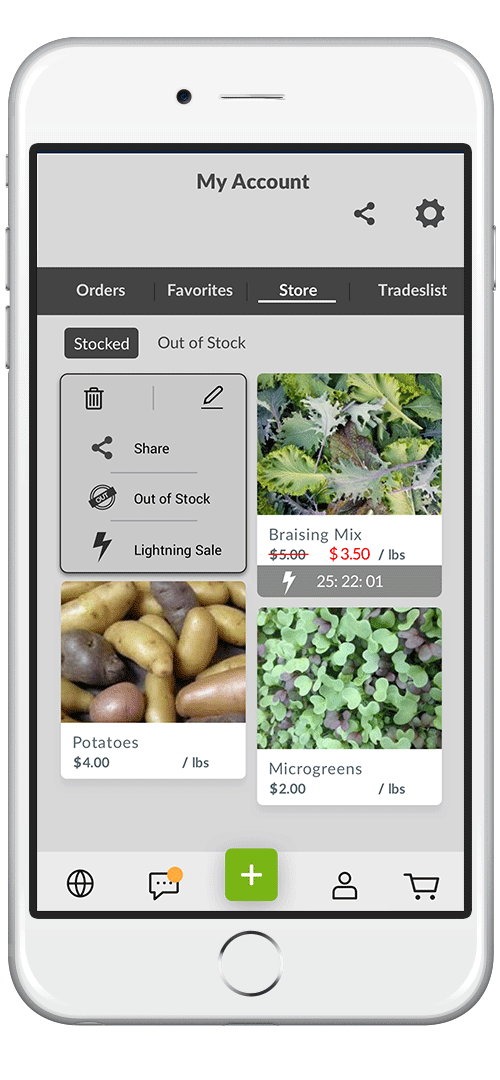 My Account
Orders Favorites Store Tradeslist
Stocked Out of Stock
Share
OUT
Out of Stock
Lightning Sale
Braising Mix
$5.00 $3.50 / lbs
25: 22: 01
Potatoes
$4.00 / lbs
Microgreens
$2.00 / lbs